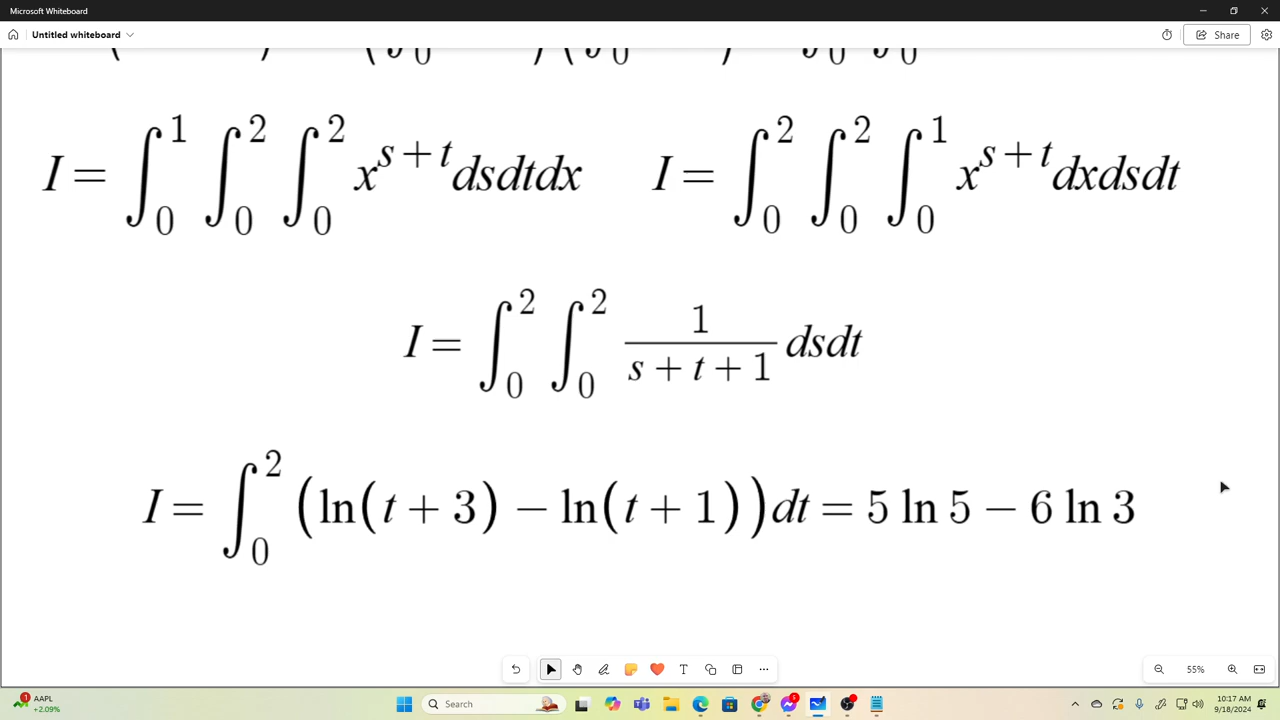 Microsoft Whiteboard
Untitled whiteboard
Share
I = ∫₀¹ ∫₀² ∫₀² x^{s+t} dsdtdx    I = ∫₀² ∫₀² ∫₀¹ x^{s+t} dxdsdt
I = ∫₀² ∫₀² 1/(s + t + 1) dsdt
I = ∫₀² (ln(t + 3) − ln(t + 1))dt = 5 ln 5 − 6 ln 3
55%
1
AAPL
+2.09%
Search
5
10:17 AM
9/18/2024